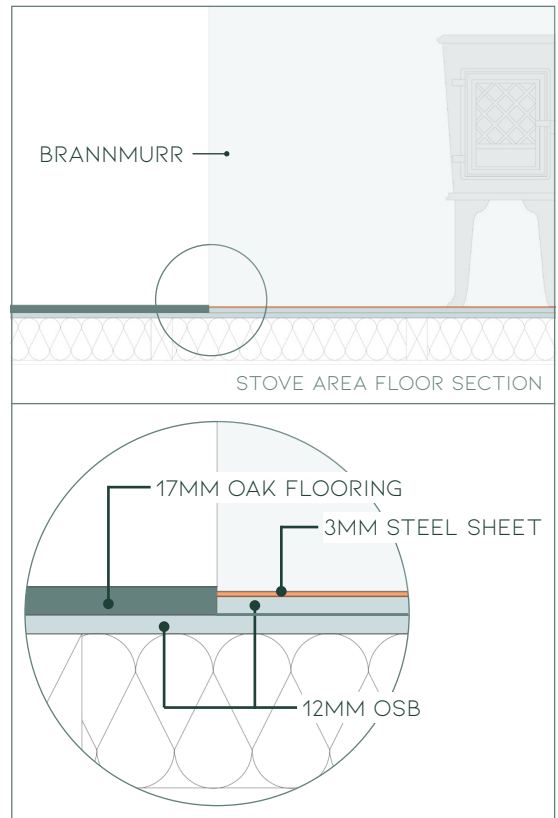 BRANNMURR
STOVE AREA FLOOR SECTION
17MM OAK FLOORING
3MM STEEL SHEET
12MM OSB